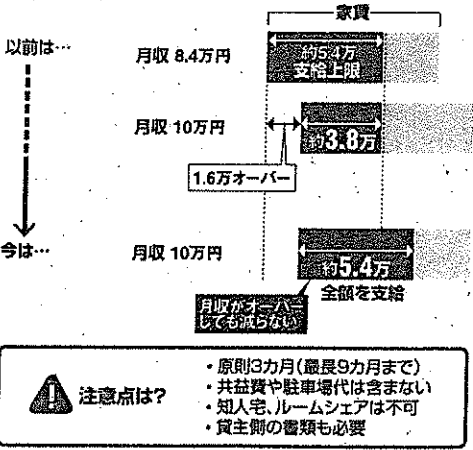 家賃
以前は…
月収 8.4万円
約5.4万
支給上限
月収 10万円
約3.8万
1.6万オーバー
今は…
月収 10万円
約5.4万
全額を支給
月収がオーバー
しても減らない
注意点は?
・原則3カ月(最長9カ月まで)
・共益費や駐車場代は含まない
・知人宅、ルームシェアは不可
・貸主側の書類も必要